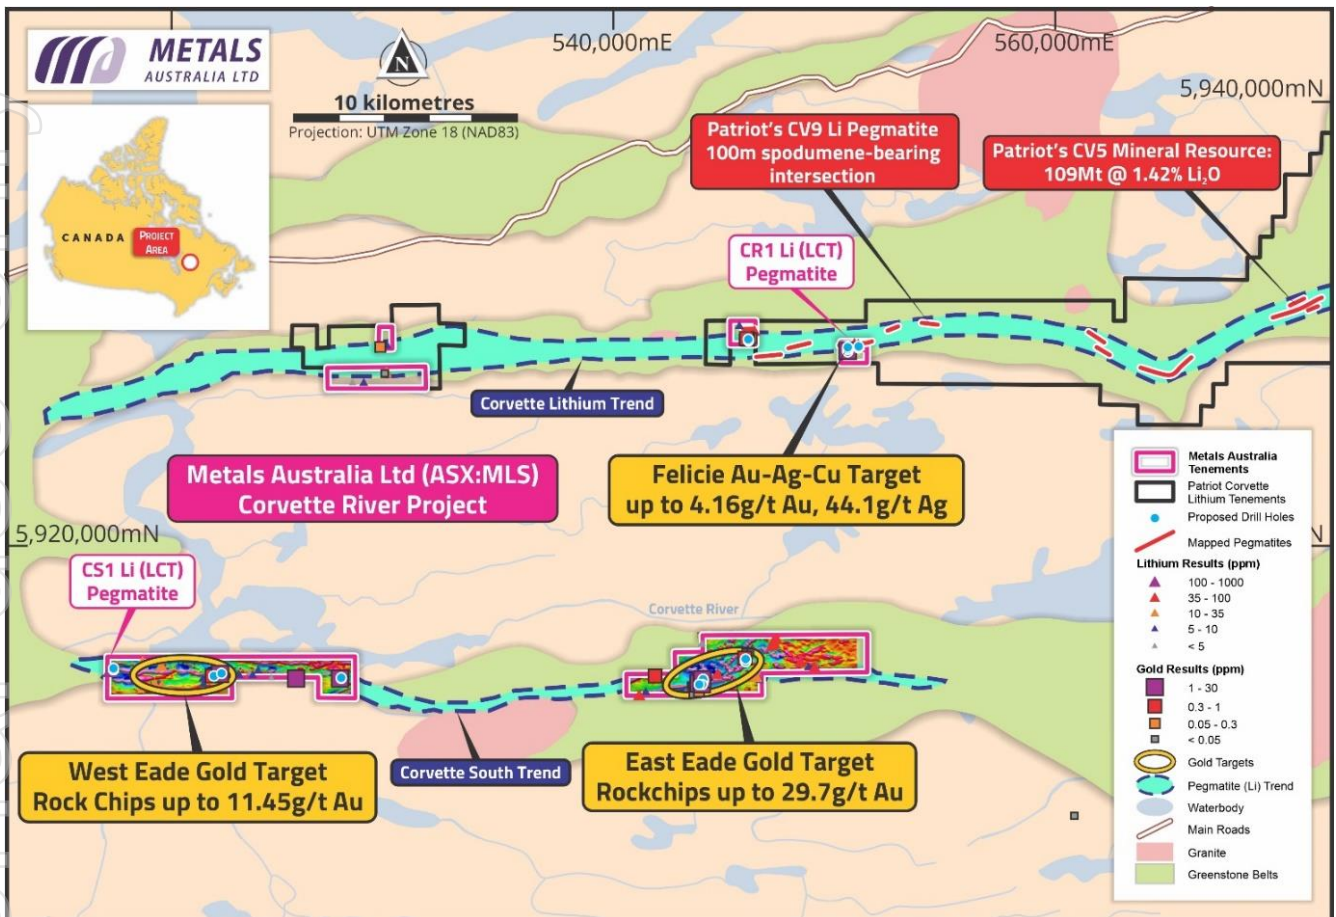 METALS
AUSTRALIA LTD
N
10 kilometres
Projection: UTM Zone 18 (NAD83)
540,000mE
560,000mE
5,940,000mN
CANADA
PROJECT
AREA
Patriot's CV9 Li Pegmatite
100m spodumene-bearing
intersection
Patriot's CV5 Mineral Resource:
109Mt @ 1.42% Li₂O
CR1 Li (LCT)
Pegmatite
Corvette Lithium Trend
Metals Australia Ltd (ASX:MLS)
Corvette River Project
Felicie Au-Ag-Cu Target
up to 4.16g/t Au, 44.1g/t Ag
5,920,000mN
N
CS1 Li (LCT)
Pegmatite
Corvette River
West Eade Gold Target
Rock Chips up to 11.45g/t Au
Corvette South Trend
East Eade Gold Target
Rockchips up to 29.7g/t Au
Metals Australia
Tenements
Patriot Corvette
Lithium Tenements
Proposed Drill Holes
Mapped Pegmatites
Lithium Results (ppm)
100 - 1000
35 - 100
10 - 35
5 - 10
< 5
Gold Results (ppm)
1 - 30
0.3 - 1
0.05 - 0.3
< 0.05
Gold Targets
Pegmatite (Li) Trend
Waterbody
Main Roads
Granite
Greenstone Belts